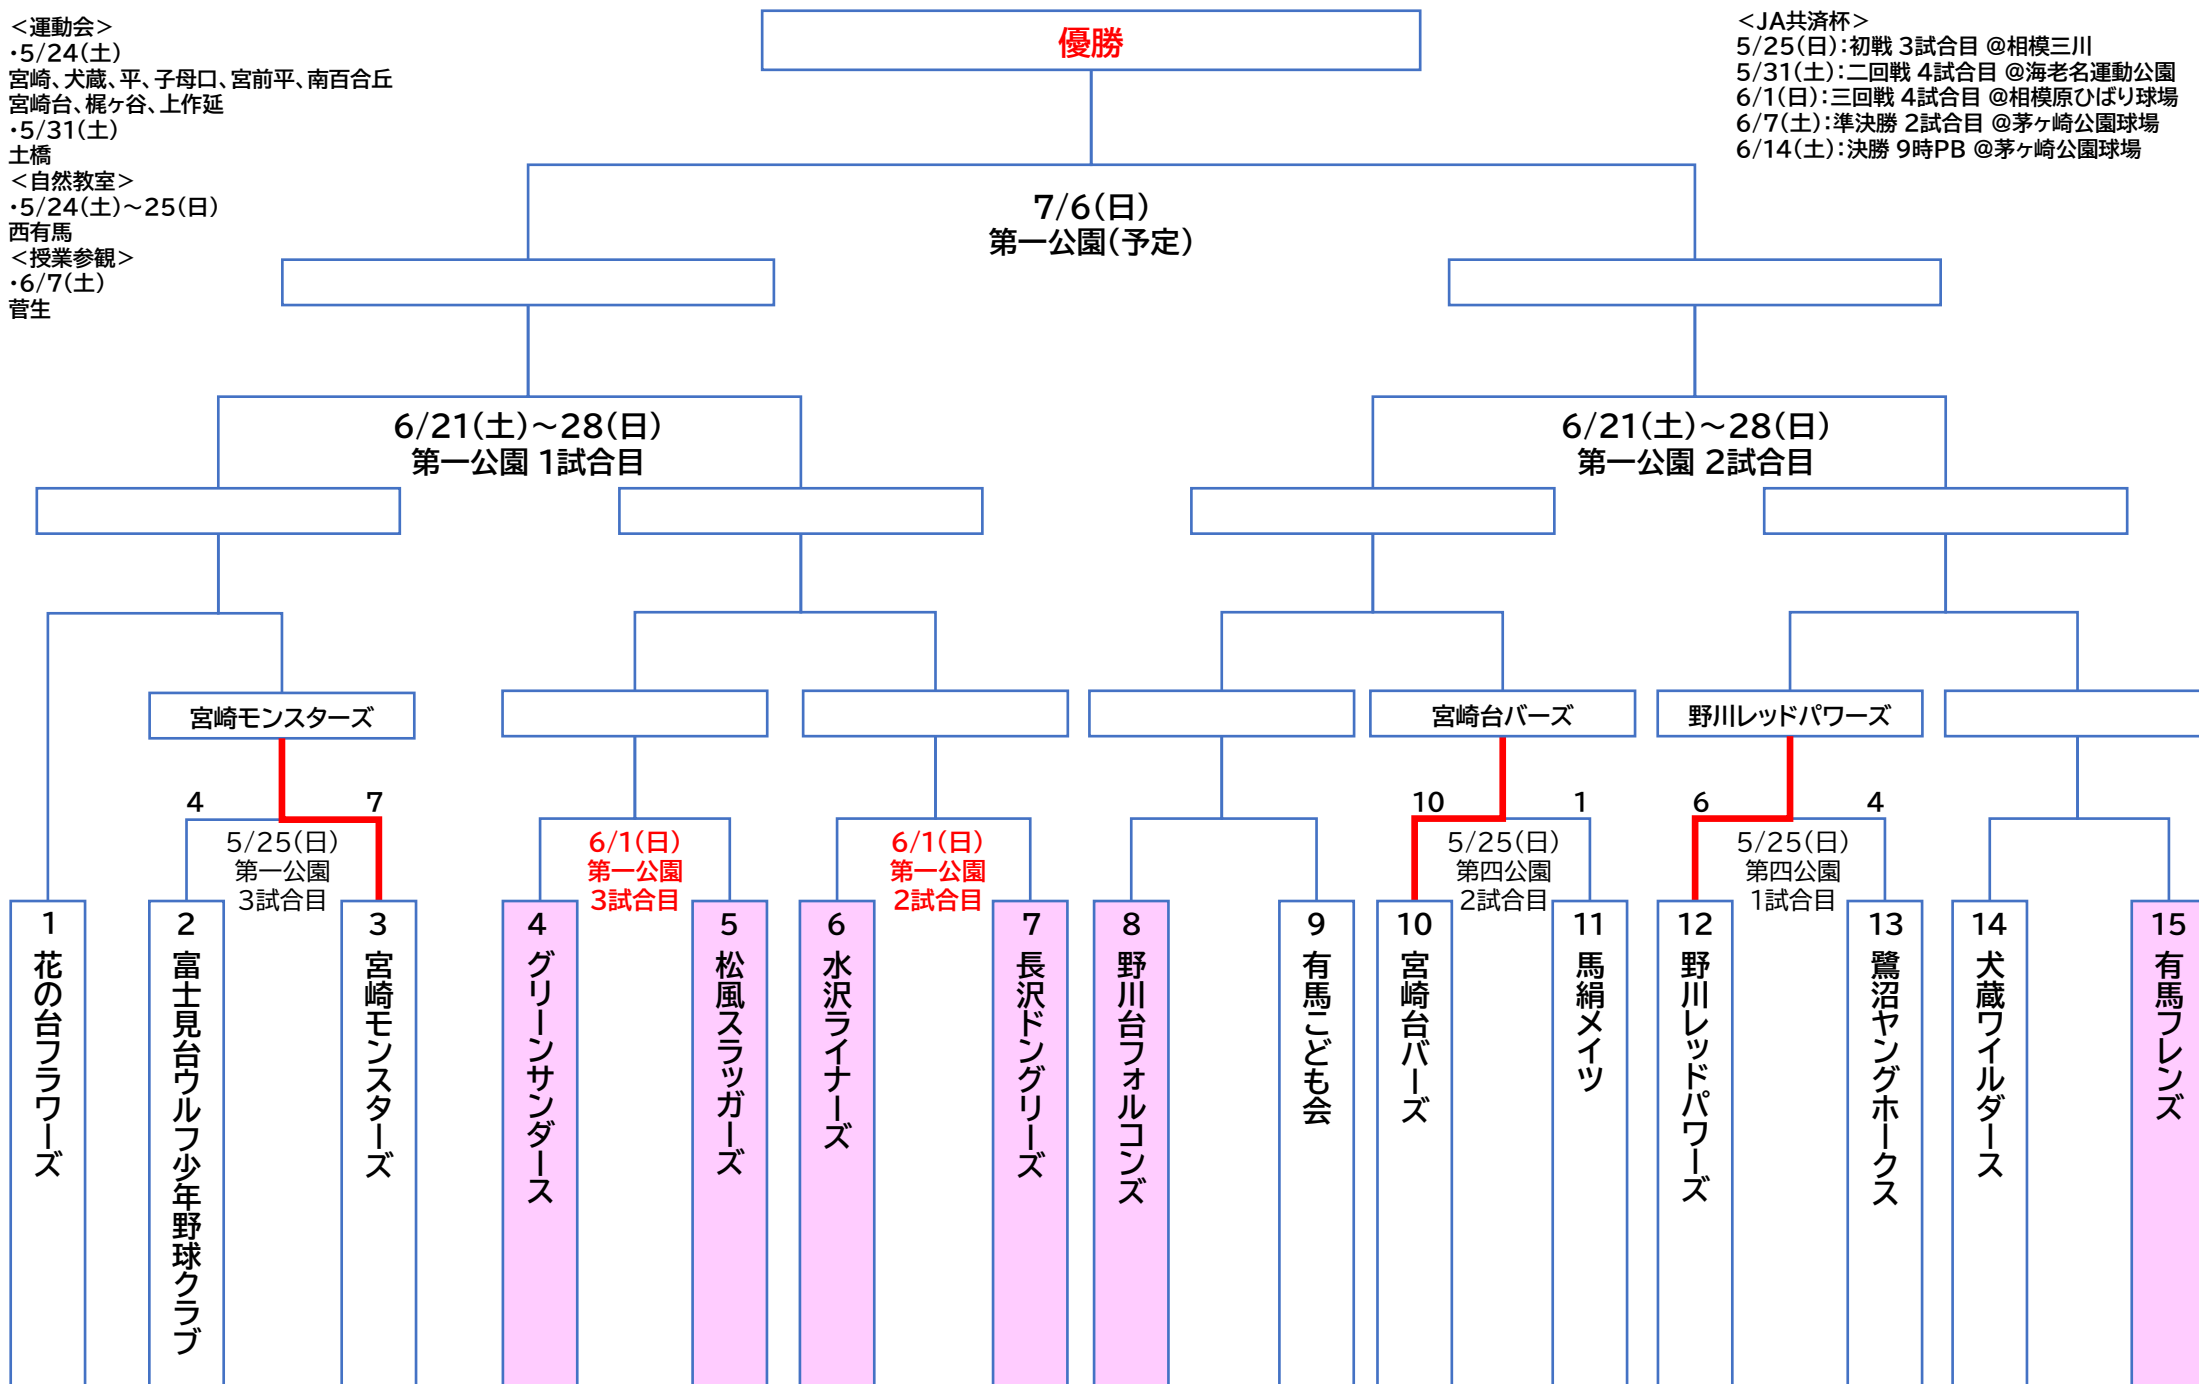 ＜運動会＞
・5/24(土)
宮崎、犬蔵、平、子母口、宮前平、南百合丘
宮崎台、梶ヶ谷、上作延
・5/31(土)
土橋
＜自然教室＞
・5/24(土)～25(日)
西有馬
＜授業参観＞
・6/7(土)
菅生
優勝
＜JA共済杯＞
5/25(日)：初戦 3試合目 @相模三川
5/31(土)：二回戦 4試合目 @海老名運動公園
6/1(日)：三回戦 4試合目 @相模原ひばり球場
6/7(土)：準決勝 2試合目 @茅ヶ崎公園球場
6/14(土)：決勝 9時PB @茅ヶ崎公園球場
7/6(日)
第一公園(予定)
6/21(土)～28(日)
第一公園 1試合目
6/21(土)～28(日)
第一公園 2試合目
宮崎モンスターズ
宮崎台バーズ
野川レッドパワーズ
4
7
5/25(日)
第一公園
3試合目
6/1(日)
第一公園
3試合目
6/1(日)
第一公園
2試合目
10
1
5/25(日)
第四公園
2試合目
6
4
5/25(日)
第四公園
1試合目
1
花の台フラワーズ
2
富士見台ウルフ少年野球クラブ
3
宮崎モンスターズ
4
グリーンサンダース
5
松風スラッガーズ
6
水沢ライナーズ
7
長沢ドングリーズ
8
野川台フォルコンズ
9
有馬こども会
10
宮崎台バーズ
11
馬絹メイツ
12
野川レッドパワーズ
13
鷺沼ヤングホークス
14
犬蔵ワイルダース
15
有馬フレンズ